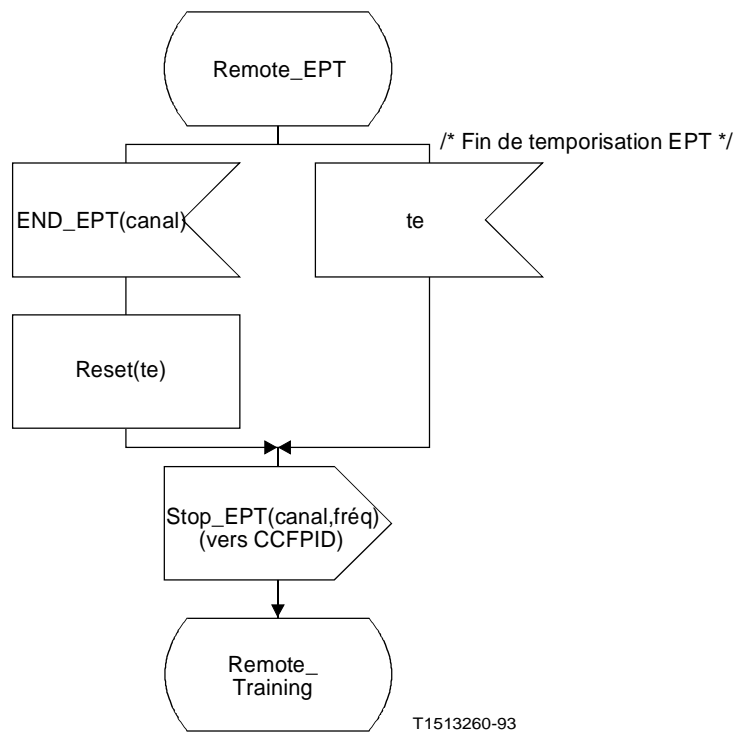 Remote_EPT
/* Fin de temporisation EPT */
END_EPT(canal)
te
Reset(te)
Stop_EPT(canal,fréq)
(vers CCFPID)
Remote_
Training
T1513260-93